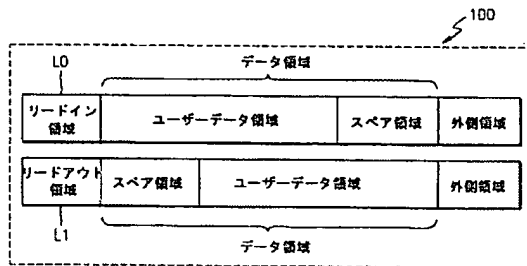 100
L0
データ領域
リードイン領域
ユーザーデータ領域
スペア領域
外側領域
リードアウト領域
スペア領域
ユーザーデータ領域
外側領域
L1
データ領域